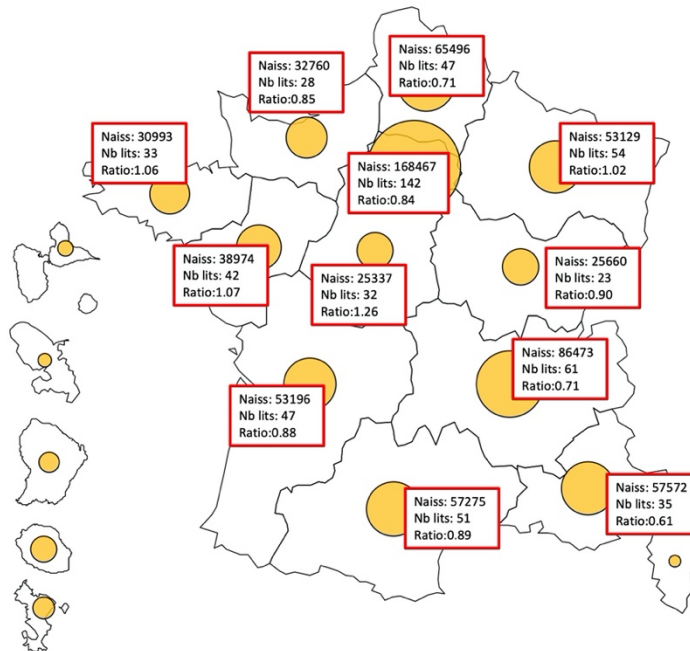 Naiss: 65496
Nb lits: 47
Ratio:0.71
Naiss: 32760
Nb lits: 28
Ratio:0.85
Naiss: 30993
Nb lits: 33
Ratio:1.06
Naiss: 53129
Nb lits: 54
Ratio:1.02
Naiss: 168467
Nb lits: 142
Ratio:0.84
Naiss: 38974
Nb lits: 42
Ratio:1.07
Naiss: 25337
Nb lits: 32
Ratio:1.26
Naiss: 25660
Nb lits: 23
Ratio:0.90
Naiss: 86473
Nb lits: 61
Ratio:0.71
Naiss: 53196
Nb lits: 47
Ratio:0.88
Naiss: 57275
Nb lits: 51
Ratio:0.89
Naiss: 57572
Nb lits: 35
Ratio:0.61